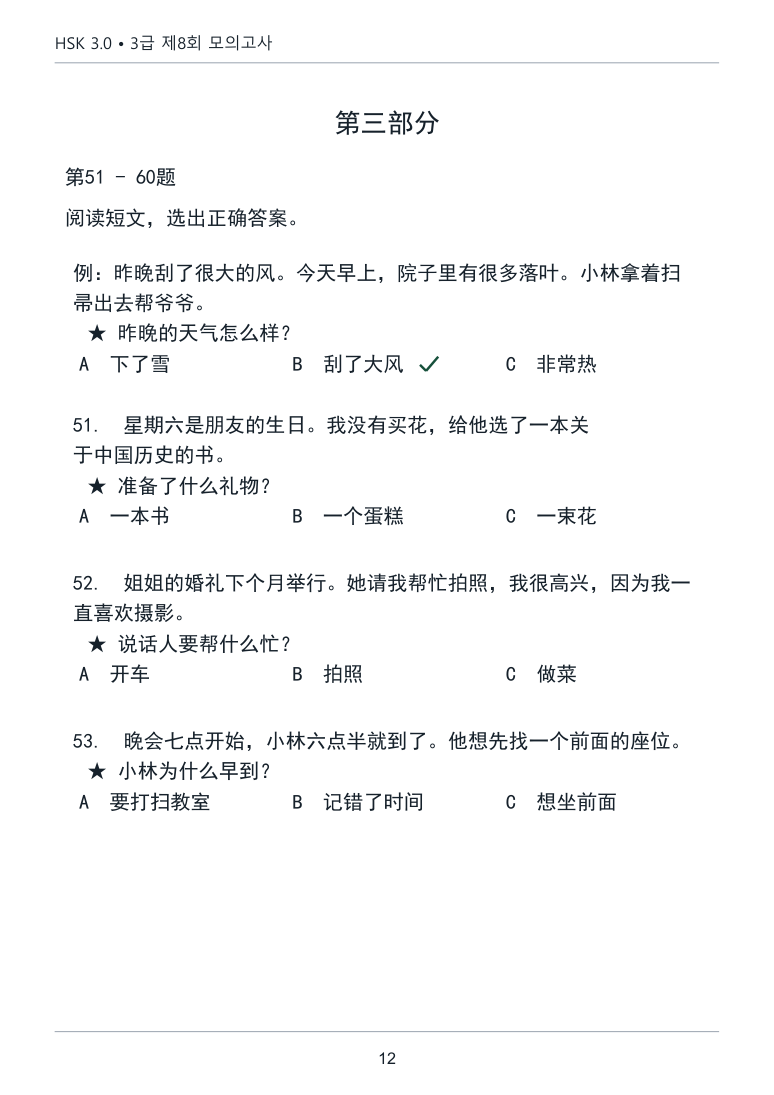 HSK 3.0 • 3급 제8회 모의고사
第三部分
第51 - 60题
阅读短文，选出正确答案。
例：昨晚刮了很大的风。今天早上，院子里有很多落叶。小林拿着扫
帚出去帮爷爷。
★ 昨晚的天气怎么样？
A 下了雪 B 刮了大风 ✓ C 非常热
51. 星期六是朋友的生日。我没有买花，给他选了一本关
于中国历史的书。
★ 准备了什么礼物？
A 一本书 B 一个蛋糕 C 一束花
52. 姐姐的婚礼下个月举行。她请我帮忙拍照，我很高兴，因为我一
直喜欢摄影。
★ 说话人要帮什么忙？
A 开车 B 拍照 C 做菜
53. 晚会七点开始，小林六点半就到了。他想先找一个前面的座位。
★ 小林为什么早到？
A 要打扫教室 B 记错了时间 C 想坐前面
12